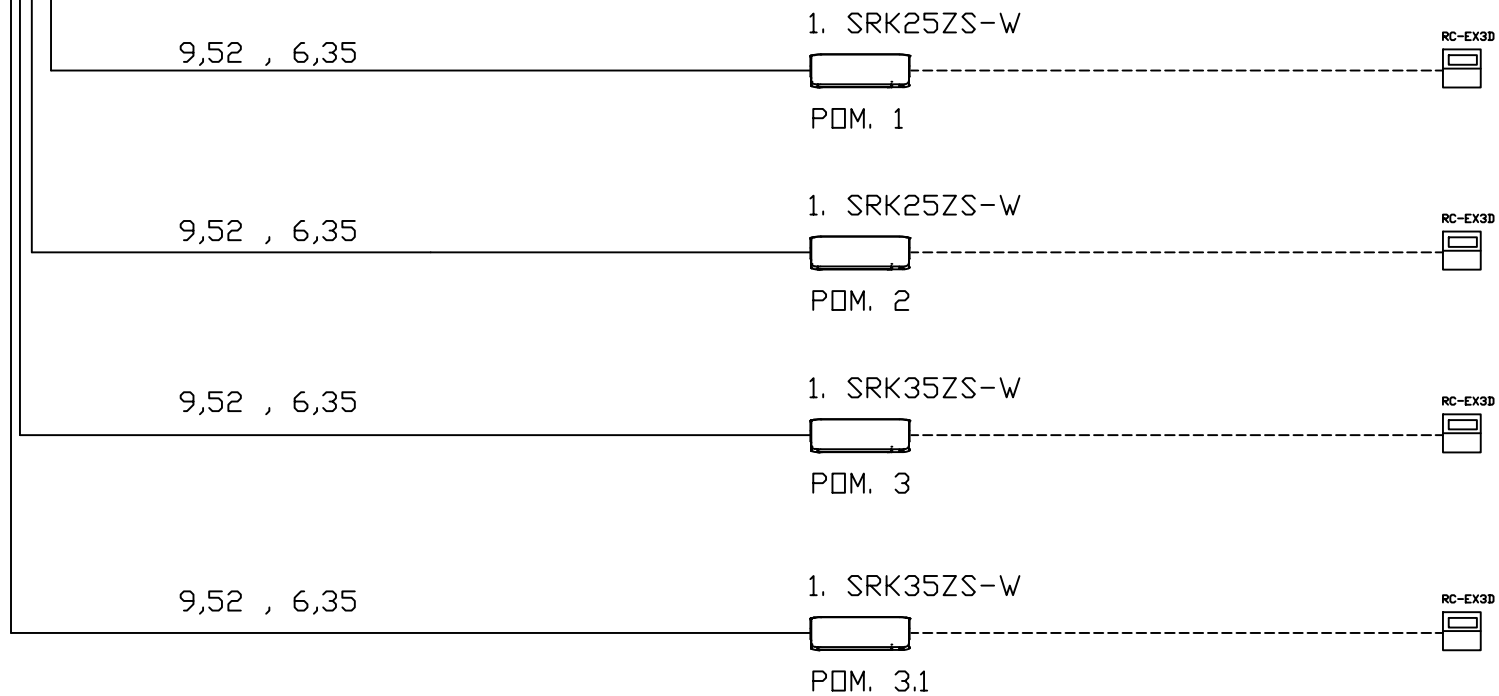 1. SRK25ZS-W
RC-EX3D
9,52 , 6,35
POM. 1
1. SRK25ZS-W
RC-EX3D
9,52 , 6,35
POM. 2
1. SRK35ZS-W
RC-EX3D
9,52 , 6,35
POM. 3
1. SRK35ZS-W
RC-EX3D
9,52 , 6,35
POM. 3.1